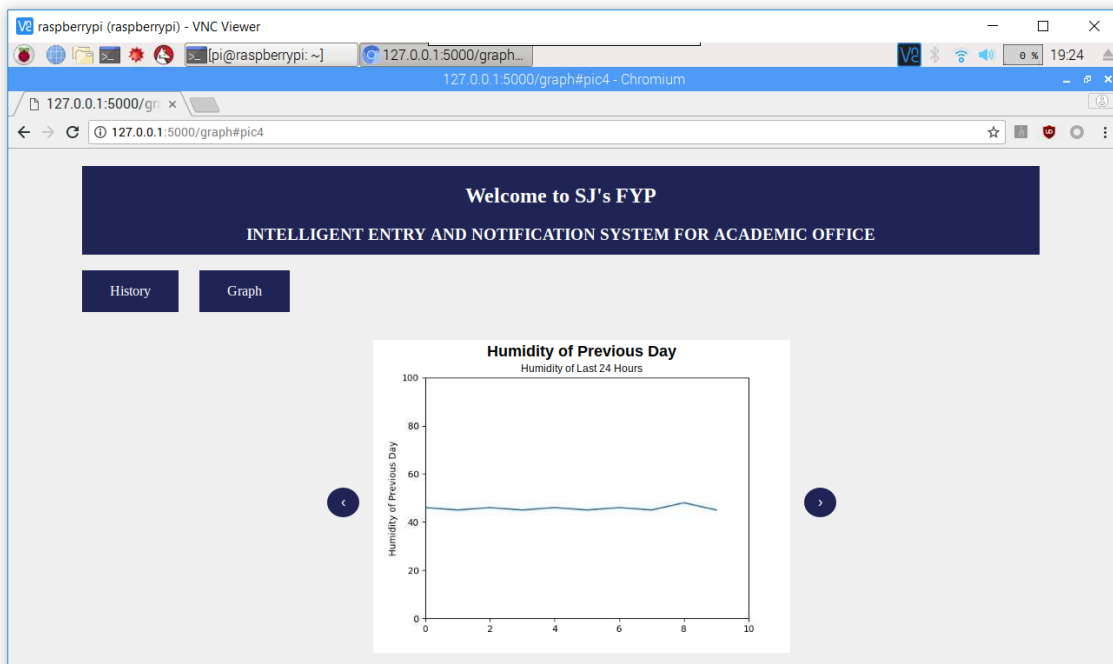 raspberrypi (raspberrypi) - VNC Viewer
[pi@raspberrypi: ~]
127.0.0.1:5000/graph...
0 %
19:24
127.0.0.1:5000/graph#pic4 - Chromium
127.0.0.1:5000/gr
127.0.0.1:5000/graph#pic4
Welcome to SJ's FYP
INTELLIGENT ENTRY AND NOTIFICATION SYSTEM FOR ACADEMIC OFFICE
History
Graph
Humidity of Previous Day
Humidity of Last 24 Hours
Humidity of Previous Day
100
80
60
40
20
0
0 2 4 6 8 10